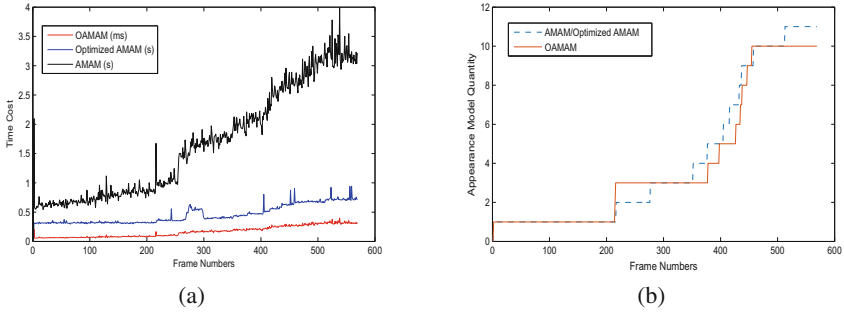 4
3.5
3
2.5
2
1.5
1
0.5
0
0 100 200 300 400 500 600
Time Cost
Frame Numbers
OAMAM (ms)
Optimized AMAM (s)
AMAM (s)
(a)
12
10
8
6
4
2
0
0 100 200 300 400 500 600
Appearance Model Quantity
Frame Numbers
AMAM/Optimized AMAM
OAMAM
(b)